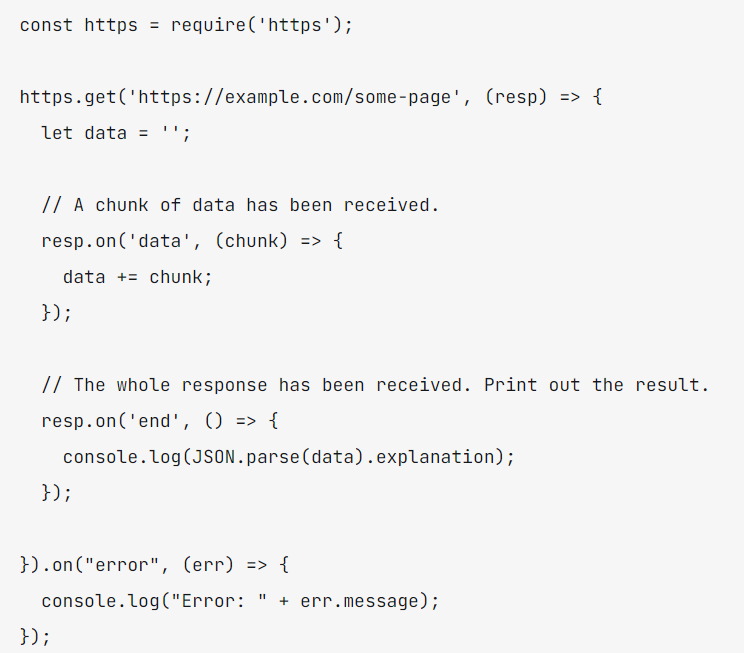 const https = require('https');
https.get('https://example.com/some-page', (resp) => {
let data = '';
// A chunk of data has been received.
resp.on('data', (chunk) => {
data += chunk;
});
// The whole response has been received. Print out the result.
resp.on('end', () => {
console.log(JSON.parse(data).explanation);
});
}).on("error", (err) => {
console.log("Error: " + err.message);
});